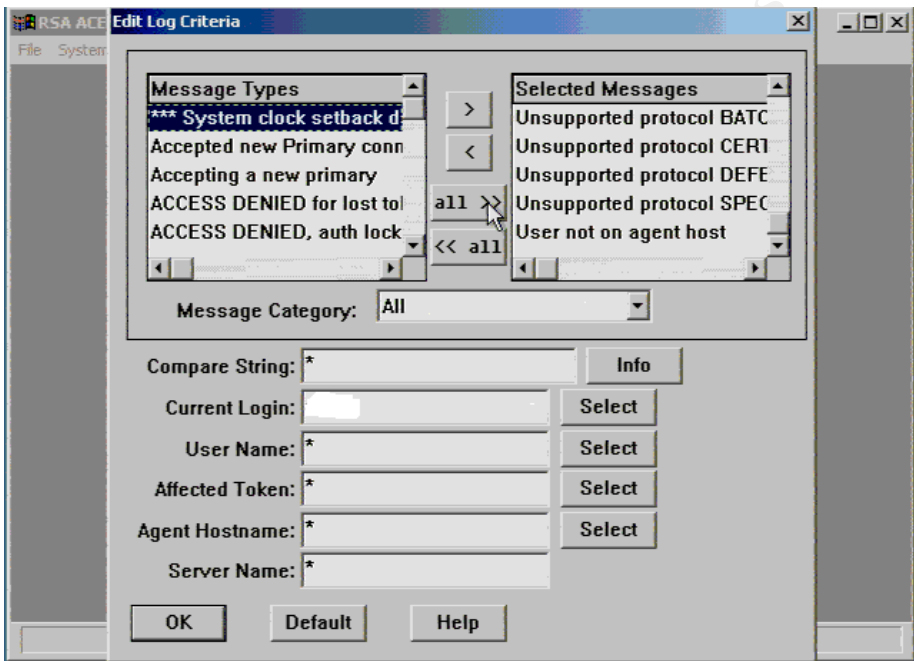 RSA ACE
Edit Log Criteria
File System
Message Types
*** System clock setback d
Accepted new Primary conn
Accepting a new primary
ACCESS DENIED for lost tol
ACCESS DENIED, auth lock
>
<
all >>
<< all
Selected Messages
Unsupported protocol BATC
Unsupported protocol CERT
Unsupported protocol DEFE
Unsupported protocol SPEC
User not on agent host
Message Category: All
Compare String: * Info
Current Login: Select
User Name: * Select
Affected Token: * Select
Agent Hostname: * Select
Server Name: *
OK Default Help